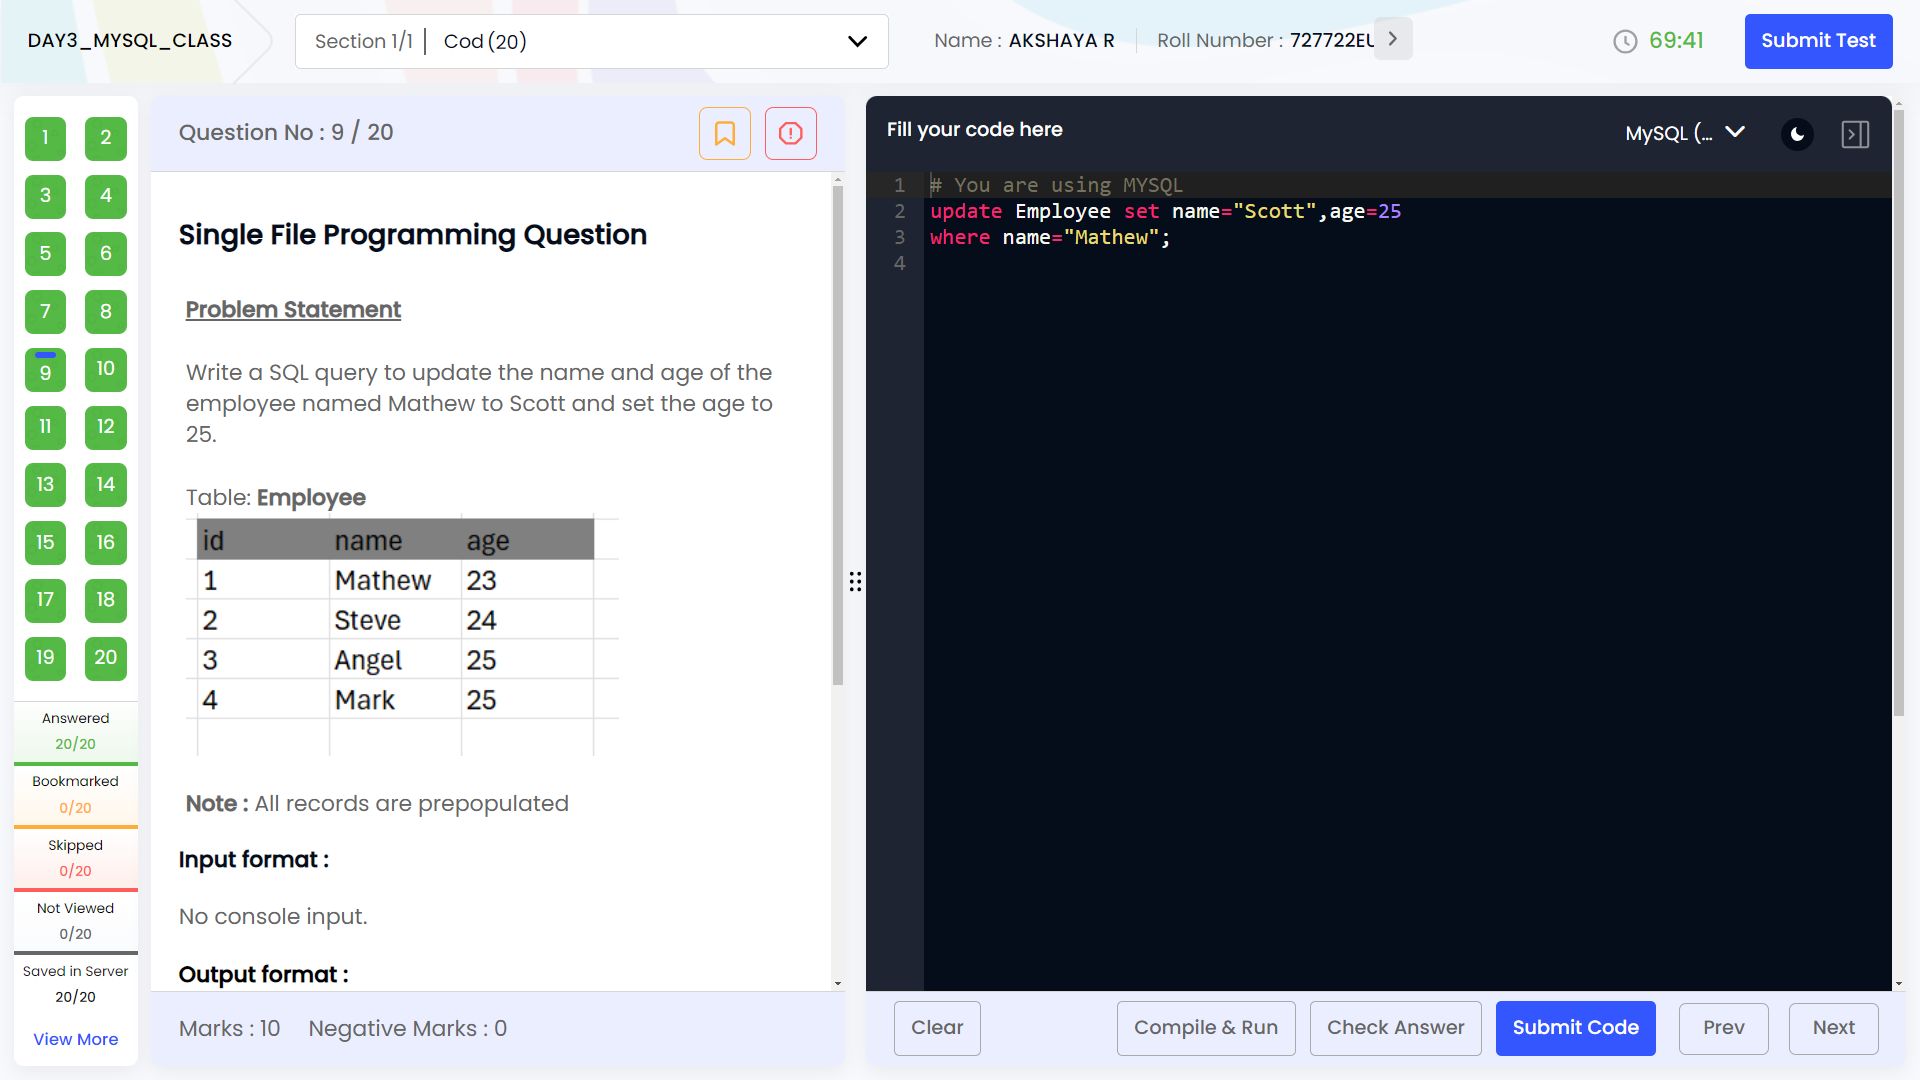 DAY3_MYSQL_CLASS
Section 1/1 | Cod (20)
Name : AKSHAYA R
Roll Number : 727722EU
69:41
Submit Test
1 2
3 4
5 6
7 8
9 10
11 12
13 14
15 16
17 18
19 20
Answered
20/20
Bookmarked
0/20
Skipped
0/20
Not Viewed
0/20
Saved in Server
20/20
View More
Question No : 9 / 20
Single File Programming Question
Problem Statement
Write a SQL query to update the name and age of the
employee named Mathew to Scott and set the age to
25.
Table: Employee
id name age
1 Mathew 23
2 Steve 24
3 Angel 25
4 Mark 25
Note : All records are prepopulated
Input format :
No console input.
Output format :
Marks : 10 Negative Marks : 0
Fill your code here
MySQL (...
1 # You are using MYSQL
2 update Employee set name="Scott",age=25
3 where name="Mathew";
4
Clear
Compile & Run
Check Answer
Submit Code
Prev
Next